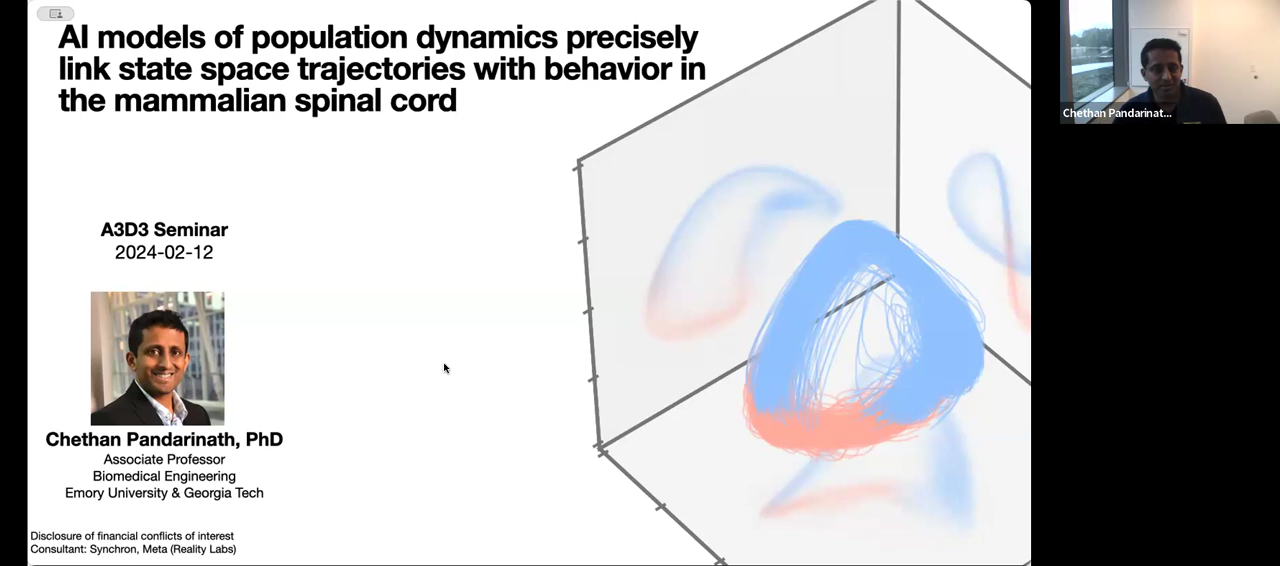 AI models of population dynamics precisely
link state space trajectories with behavior in
the mammalian spinal cord
A3D3 Seminar
2024-02-12
Chethan Pandarinath, PhD
Associate Professor
Biomedical Engineering
Emory University & Georgia Tech
Disclosure of financial conflicts of interest
Consultant: Synchron, Meta (Reality Labs)
Chethan Pandarinat...